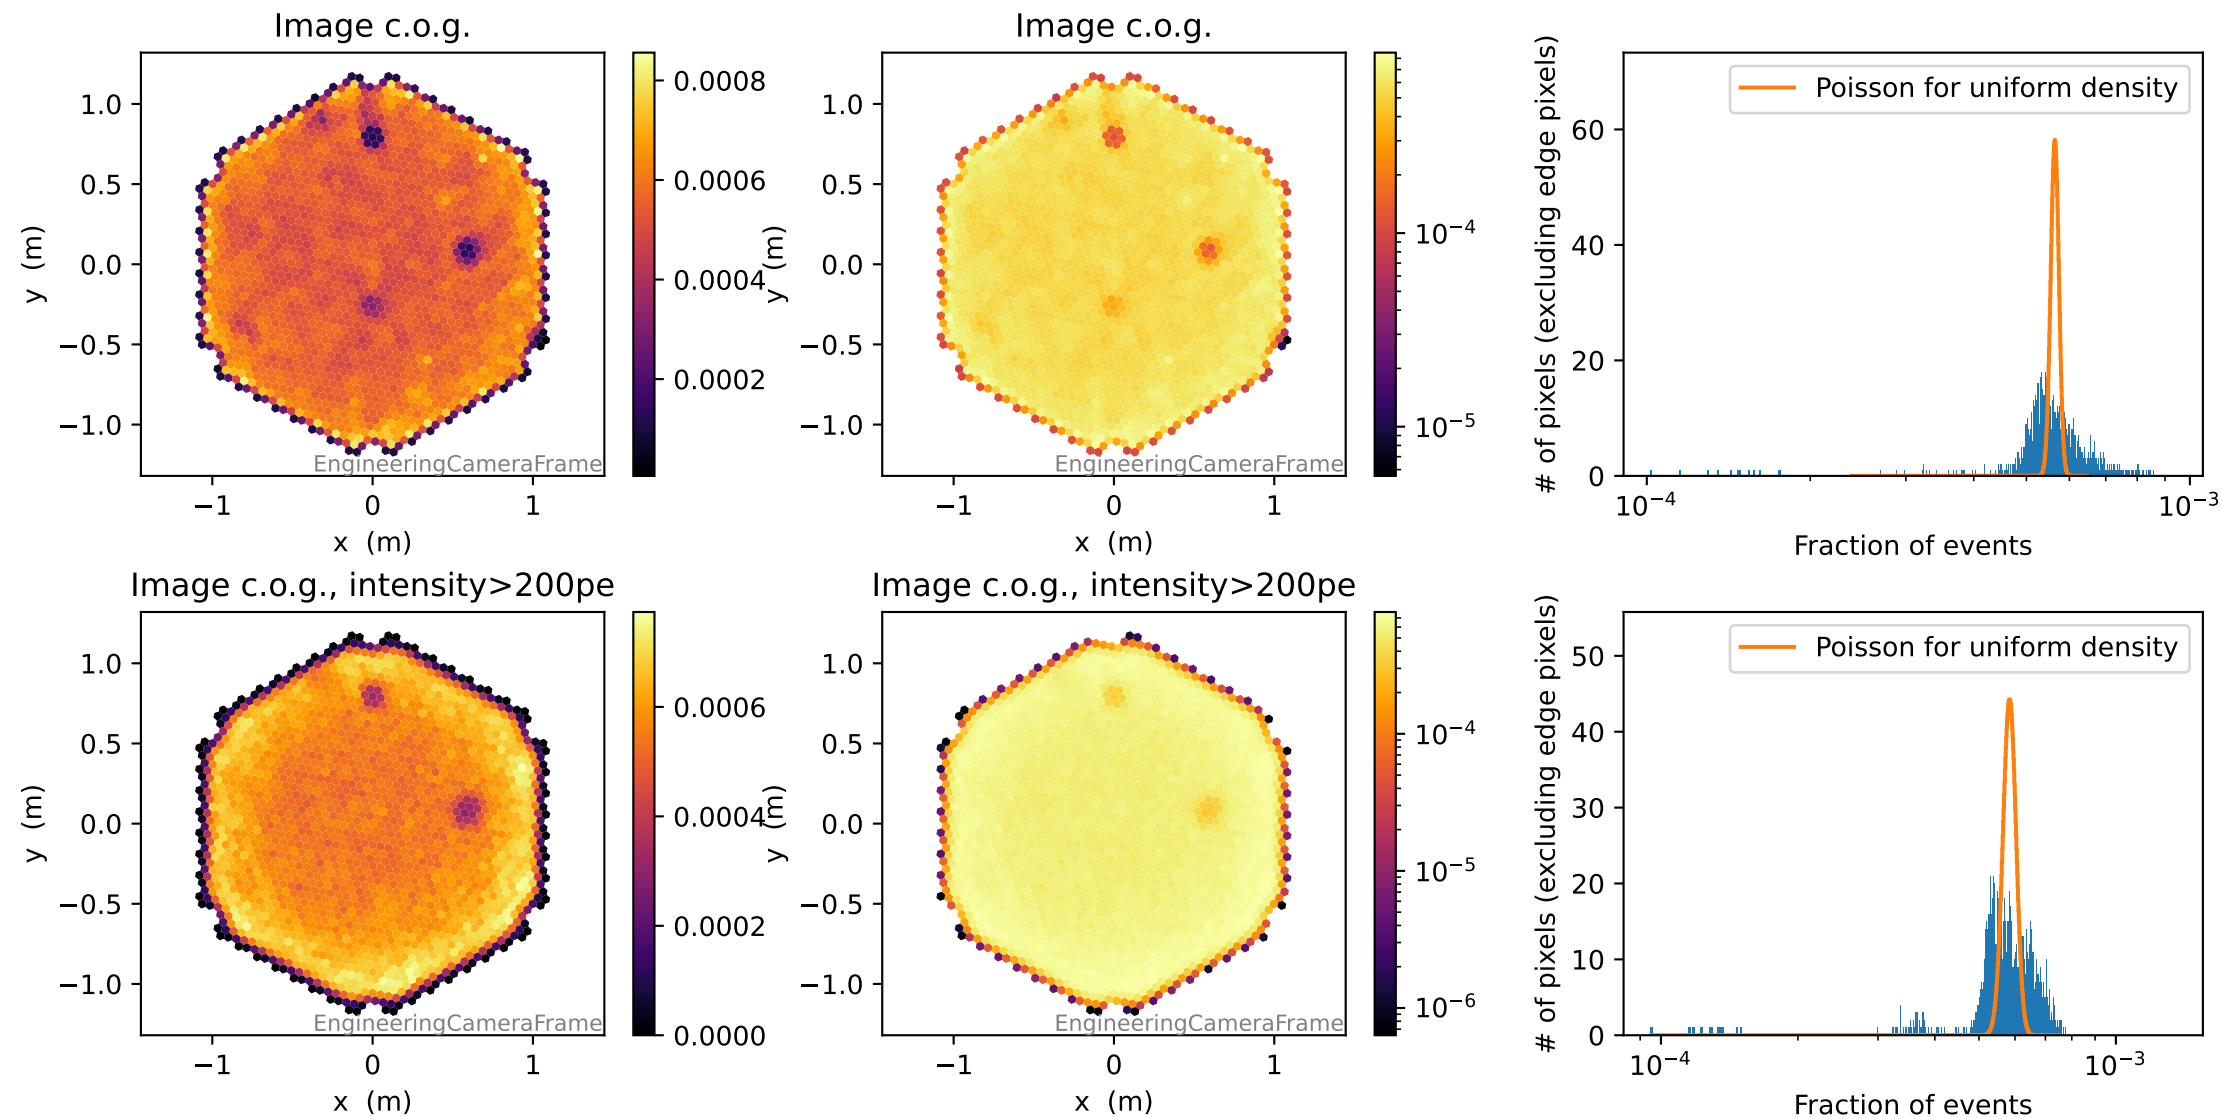 Image c.o.g.
1.0
0.5
0.0
−0.5
−1.0
y (m)
−1
0
1
x (m)
EngineeringCameraFrame
0.0008
0.0006
0.0004
0.0002
Image c.o.g.
1.0
0.5
0.0
−0.5
−1.0
y (m)
−1
0
1
x (m)
EngineeringCameraFrame
10⁻⁴
10⁻⁵
# of pixels (excluding edge pixels)
60
40
20
0
Poisson for uniform density
10⁻⁴
10⁻³
Fraction of events
Image c.o.g., intensity>200pe
1.0
0.5
0.0
−0.5
−1.0
y (m)
−1
0
1
x (m)
EngineeringCameraFrame
0.0006
0.0004
0.0002
0.0000
Image c.o.g., intensity>200pe
1.0
0.5
0.0
−0.5
−1.0
y (m)
−1
0
1
x (m)
EngineeringCameraFrame
10⁻⁴
10⁻⁵
10⁻⁶
# of pixels (excluding edge pixels)
50
40
30
20
10
0
Poisson for uniform density
10⁻⁴
10⁻³
Fraction of events